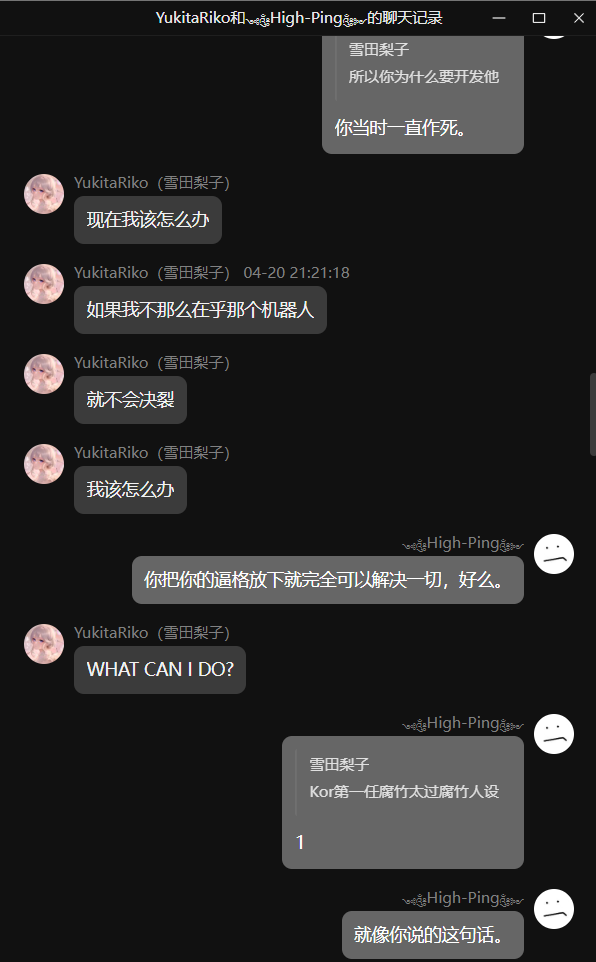 YukitaRiko和࿐High-Ping࿐的聊天记录
雪田梨子
所以你为什么要开发他
你当时一直作死。
YukitaRiko（雪田梨子）
现在我该怎么办
YukitaRiko（雪田梨子） 04-20 21:21:18
如果我不那么在乎那个机器人
YukitaRiko（雪田梨子）
就不会决裂
YukitaRiko（雪田梨子）
我该怎么办
࿐High-Ping࿐
你把你的逼格放下就完全可以解决一切，好么。
YukitaRiko（雪田梨子）
WHAT CAN I DO?
࿐High-Ping࿐
雪田梨子
Kor第一任腐竹太过腐竹人设
1
࿐High-Ping࿐
就像你说的这句话。